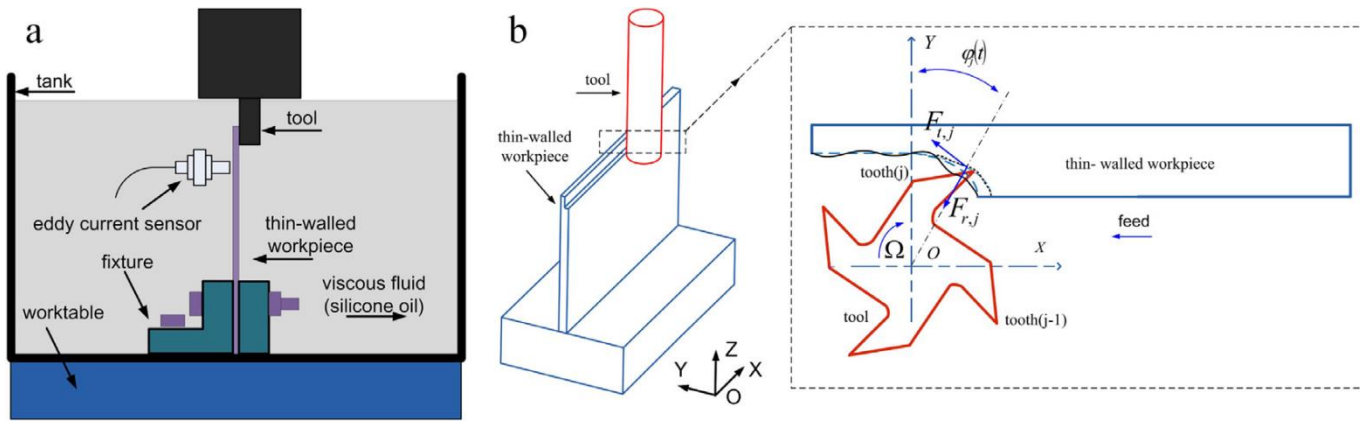 a
tank
tool
eddy current sensor
thin-walled
workpiece
fixture
viscous fluid
(silicone oil)
worktable
b
tool
thin-walled
workpiece
Z
X
Y
O
Y
φj(t)
Ft,j
thin- walled workpiece
tooth(j)
Fr,j
feed
Ω
O
X
tool
tooth(j-1)